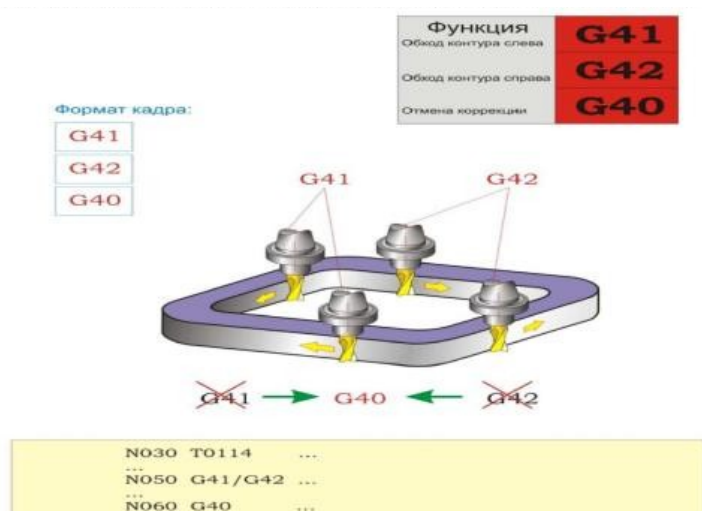 Функция
Обход контура слева G41
Обход контура справа G42
Отмена коррекции G40
Формат кадра:
G41
G42
G40
G41 G42
G41 G40 G42
N030 T0114 ...
...
N050 G41/G42 ...
...
N060 G40 ...